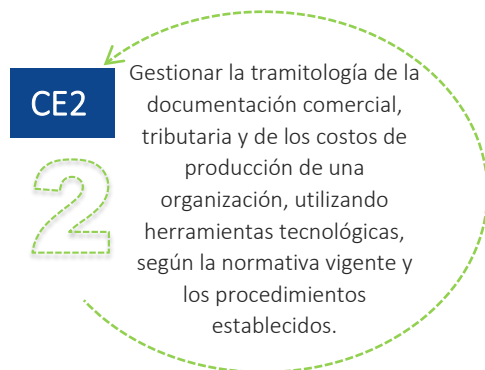 CE2
2
Gestionar la tramitología de la
documentación comercial,
tributaria y de los costos de
producción de una
organización, utilizando
herramientas tecnológicas,
según la normativa vigente y
los procedimientos
establecidos.